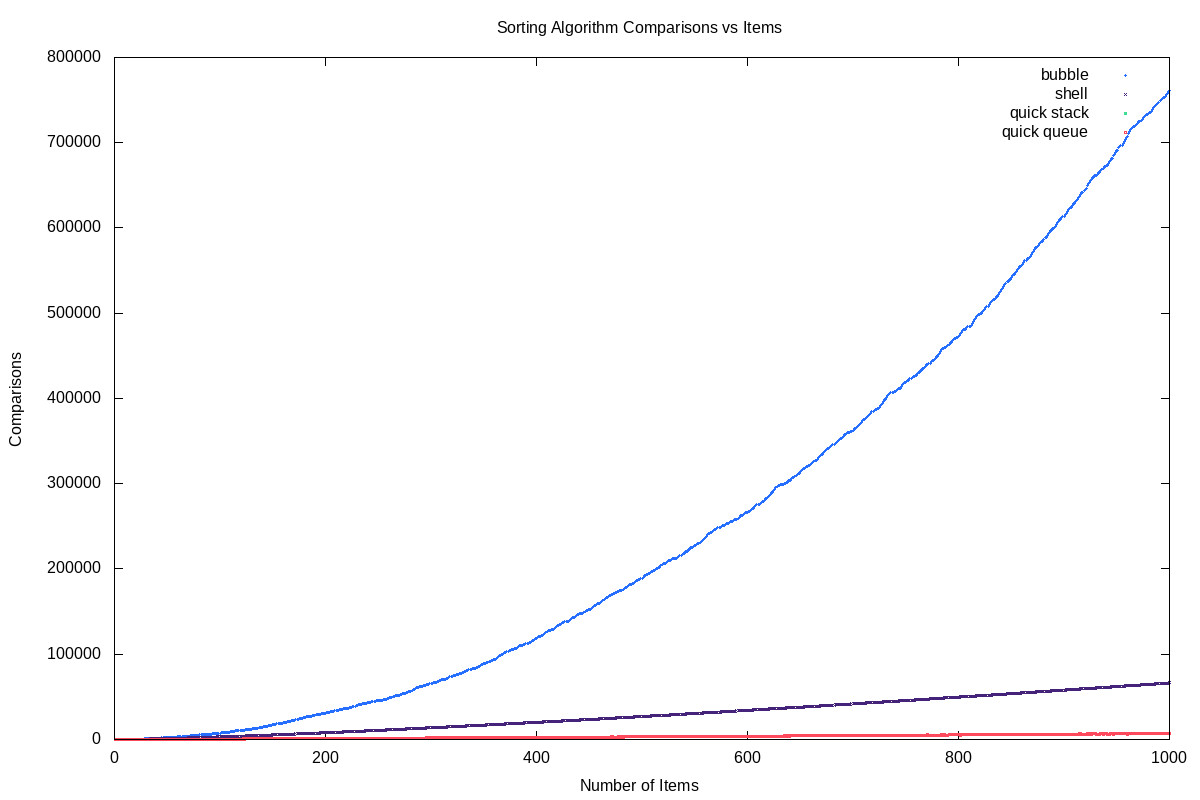 Sorting Algorithm Comparisons vs Items
800000
700000
600000
500000
400000
300000
200000
100000
0
Comparisons
bubble
shell
quick stack
quick queue
0 200 400 600 800 1000
Number of Items